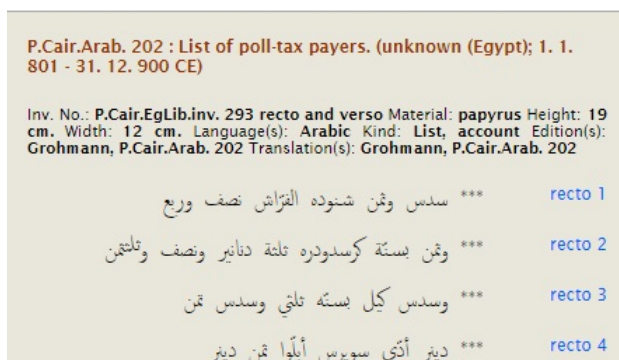 P.Cair.Arab. 202 : List of poll-tax payers. (unknown (Egypt); 1. 1.
801 - 31. 12. 900 CE)
Inv. No.: P.Cair.EgLib.inv. 293 recto and verso Material: papyrus Height: 19
cm. Width: 12 cm. Language(s): Arabic Kind: List, account Edition(s):
Grohmann, P.Cair.Arab. 202 Translation(s): Grohmann, P.Cair.Arab. 202
recto 1 *** سدس وثمن شنوده الفرّاش نصف وربع
recto 2 *** وثمن بسنّة كرسدودره ثلثة دنانير ونصف وثلثثمن
recto 3 *** وسدس كيل بسنّه ثلثي وسدس ثمن
recto 4 *** دينر أدّى سويرس أبلّوا ثمن دينر